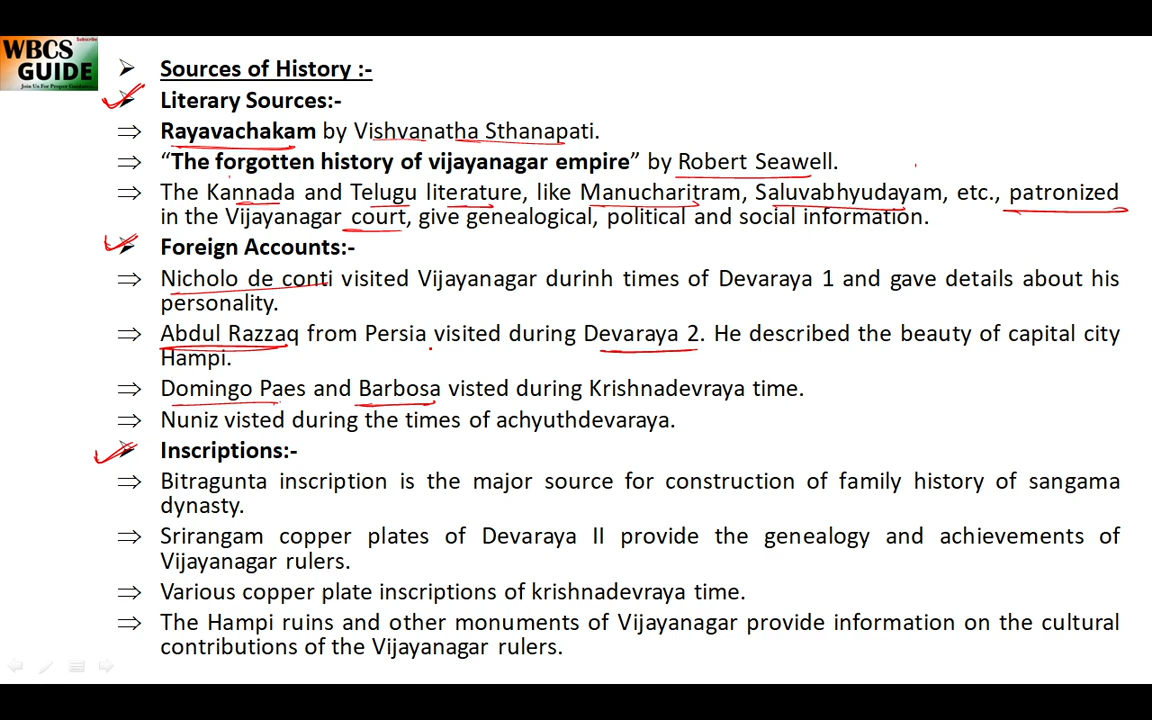 Subscribe
WBCS
GUIDE
Join Us For Proper Guidance...
Sources of History :-
Literary Sources:-
Rayavachakam by Vishvanatha Sthanapati.
“The forgotten history of vijayanagar empire” by Robert Seawell.
The Kannada and Telugu literature, like Manucharitram, Saluvabhyudayam, etc., patronized
in the Vijayanagar court, give genealogical, political and social information.
Foreign Accounts:-
Nicholo de conti visited Vijayanagar durinh times of Devaraya 1 and gave details about his
personality.
Abdul Razzaq from Persia visited during Devaraya 2. He described the beauty of capital city
Hampi.
Domingo Paes and Barbosa visted during Krishnadevraya time.
Nuniz visted during the times of achyuthdevaraya.
Inscriptions:-
Bitragunta inscription is the major source for construction of family history of sangama
dynasty.
Srirangam copper plates of Devaraya II provide the genealogy and achievements of
Vijayanagar rulers.
Various copper plate inscriptions of krishnadevraya time.
The Hampi ruins and other monuments of Vijayanagar provide information on the cultural
contributions of the Vijayanagar rulers.